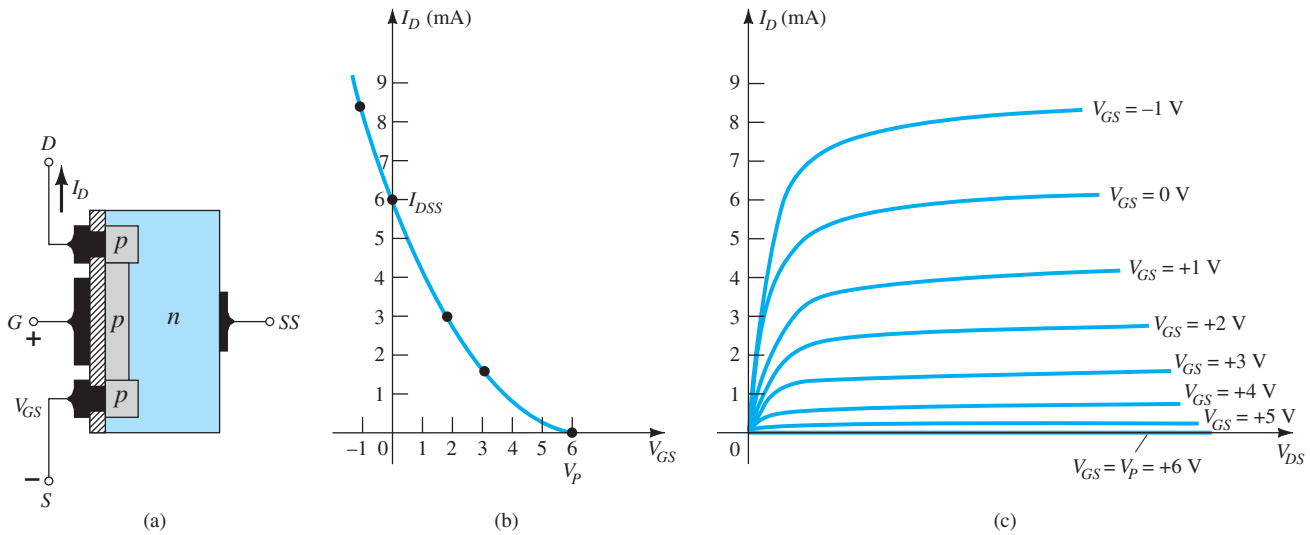 D
I_D
p
p
n
G
+
SS
p
V_GS
–
S
(a)
I_D (mA)
9
8
7
6
I_DSS
5
4
3
2
1
–1
0
1
2
3
4
5
6
V_GS
V_P
(b)
I_D (mA)
9
8
7
6
5
4
3
2
1
0
V_GS = –1 V
V_GS = 0 V
V_GS = +1 V
V_GS = +2 V
V_GS = +3 V
V_GS = +4 V
V_GS = +5 V
V_DS
V_GS = V_P = +6 V
(c)